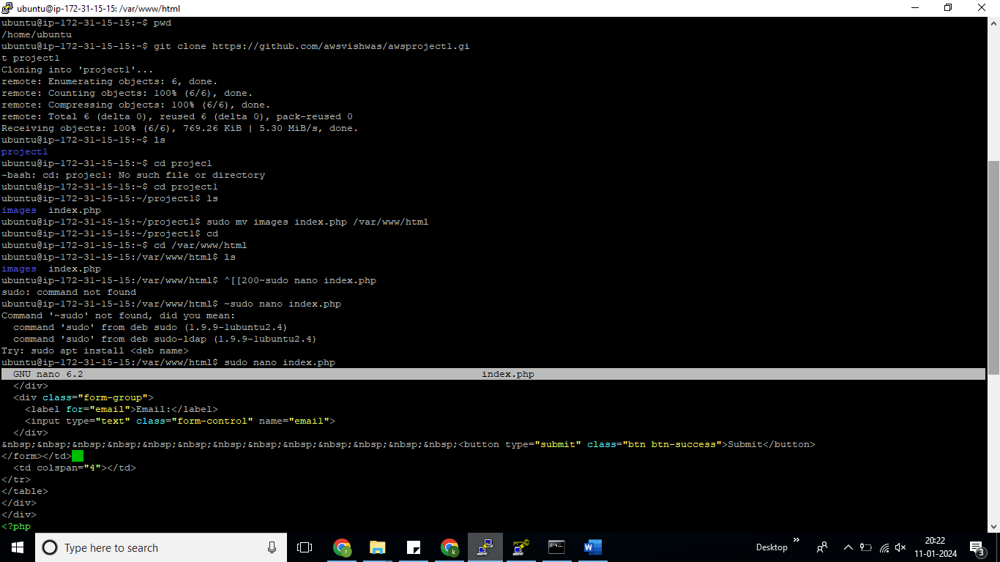 ubuntu@ip-172-31-15-15: /var/www/html
ubuntu@ip-172-31-15-15:~$ pwd
/home/ubuntu
ubuntu@ip-172-31-15-15:~$ git clone https://github.com/awsvishwas/awsproject1.gi
t project1
Cloning into 'project1'...
remote: Enumerating objects: 6, done.
remote: Counting objects: 100% (6/6), done.
remote: Compressing objects: 100% (6/6), done.
remote: Total 6 (delta 0), reused 6 (delta 0), pack-reused 0
Receiving objects: 100% (6/6), 769.26 KiB | 5.30 MiB/s, done.
ubuntu@ip-172-31-15-15:~$ ls
project1
ubuntu@ip-172-31-15-15:~$ cd projec1
-bash: cd: projec1: No such file or directory
ubuntu@ip-172-31-15-15:~$ cd project1
ubuntu@ip-172-31-15-15:~/project1$ ls
images  index.php
ubuntu@ip-172-31-15-15:~/project1$ sudo mv images index.php /var/www/html
ubuntu@ip-172-31-15-15:~/project1$ cd
ubuntu@ip-172-31-15-15:~$ cd /var/www/html
ubuntu@ip-172-31-15-15:/var/www/html$ ls
images  index.php
ubuntu@ip-172-31-15-15:/var/www/html$ ^[[200~sudo nano index.php
sudo: command not found
ubuntu@ip-172-31-15-15:/var/www/html$ ~sudo nano index.php
Command '~sudo' not found, did you mean:
  command 'sudo' from deb sudo (1.9.9-1ubuntu2.4)
  command 'sudo' from deb sudo-ldap (1.9.9-1ubuntu2.4)
Try: sudo apt install <deb name>
ubuntu@ip-172-31-15-15:/var/www/html$ sudo nano index.php
GNU nano 6.2 index.php
  </div>
  <div class="form-group">
    <label for="email">Email:</label>
    <input type="text" class="form-control" name="email">
  </div>
&nbsp;&nbsp;&nbsp;&nbsp;&nbsp;&nbsp;&nbsp;&nbsp;&nbsp;&nbsp;&nbsp;&nbsp;&nbsp;<button type="submit" class="btn btn-success">Submit</button>
</form></td>
  <td colspan="4"></td>
</tr>
</table>
</div>
</div>
<?php
Type here to search
Desktop
20:22
11-01-2024
3